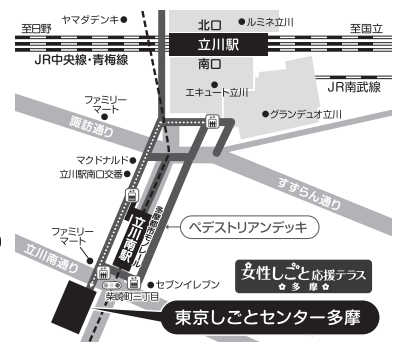 ヤマダデンキ
北口
ルミネ立川
至日野
立川駅
至国立
JR中央線・青梅線
南口
JR南武線
エキュート立川
ファミリー
マート
グランデュオ立川
諏訪通り
マクドナルド
立川駅南口交番
すずらん通り
多摩都市モノレール
立川南駅
ペデストリアンデッキ
ファミリー
マート
立川南通り
セブンイレブン
柴崎町三丁目
女性しごと応援テラス
多摩
東京しごとセンター多摩